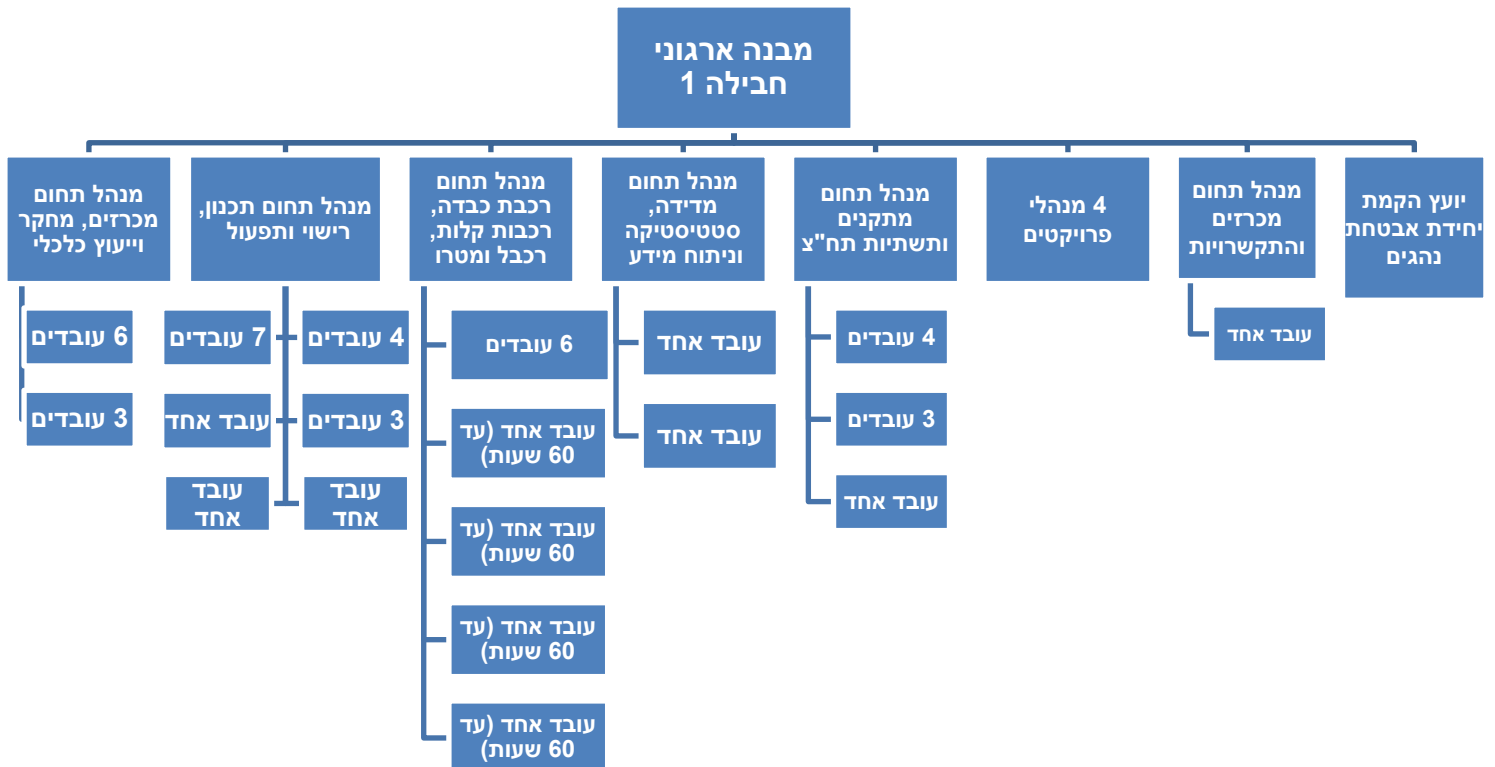 מבנה ארגוני
חבילה 1
יועץ הקמת
יחידת אבטחת
נהגים
מנהל תחום
מכרזים
והתקשרויות
4 מנהלי
פרויקטים
מנהל תחום
מתקנים
ותשתיות תח"צ
מנהל תחום
מדידה,
סטטיסטיקה
וניתוח מידע
מנהל תחום
רכבת כבדה,
רכבות קלות,
רכבל ומטרו
מנהל תחום תכנון,
רישוי ותפעול
מנהל תחום
מכרזים, מחקר
וייעוץ כלכלי
עובד אחד
4 עובדים
3 עובדים
עובד אחד
עובד אחד
עובד אחד
6 עובדים
עובד אחד (עד
60 שעות)
עובד אחד (עד
60 שעות)
עובד אחד (עד
60 שעות)
עובד אחד (עד
60 שעות)
4 עובדים
7 עובדים
3 עובדים
עובד אחד
עובד
אחד
עובד
אחד
6 עובדים
3 עובדים